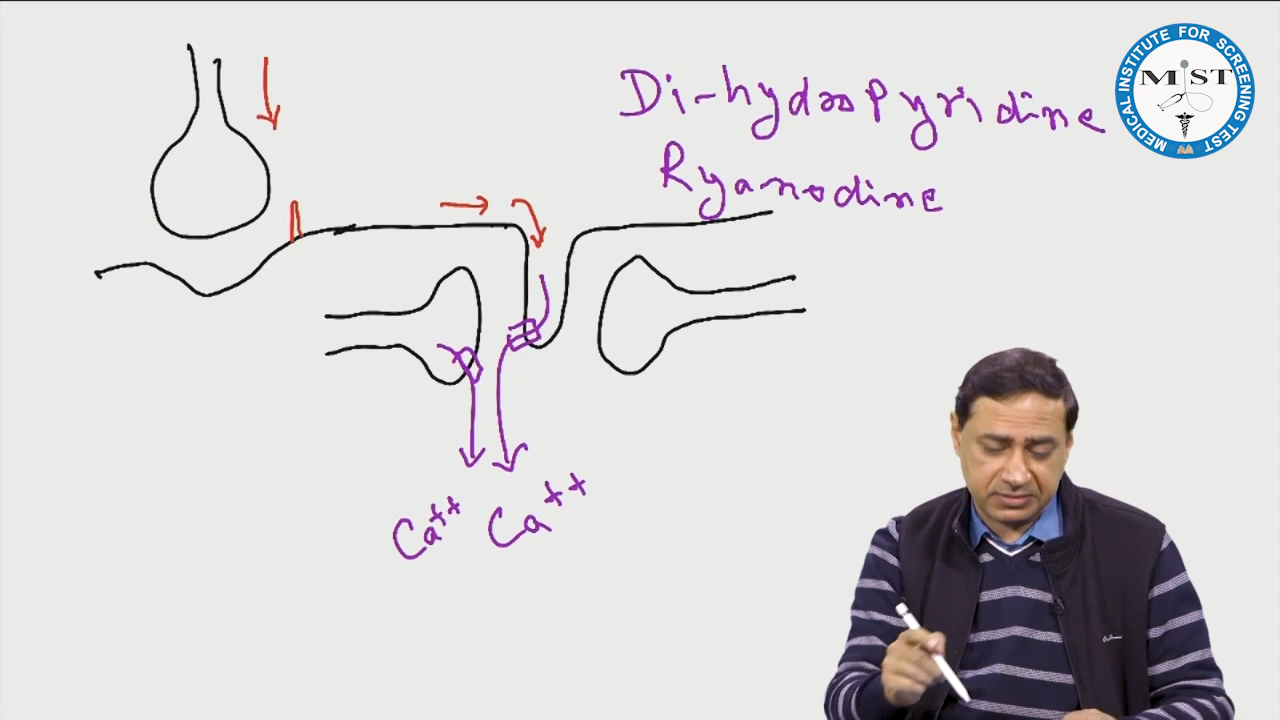 Di-hydropyridine
Ryanodine
Ca++ Ca++
MEDICAL INSTITUTE FOR SCREENING TEST
MIST